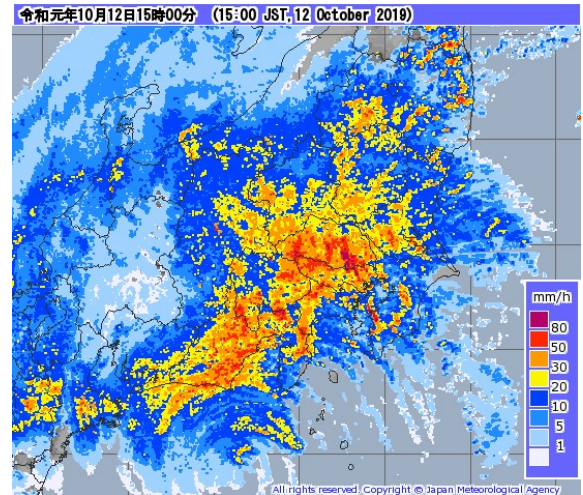 令和元年10月12日15時00分 (15:00 JST,12 October 2019)
mm/h
80
50
30
20
10
5
1
All rights reserved. Copyright © Japan Meteorological Agency